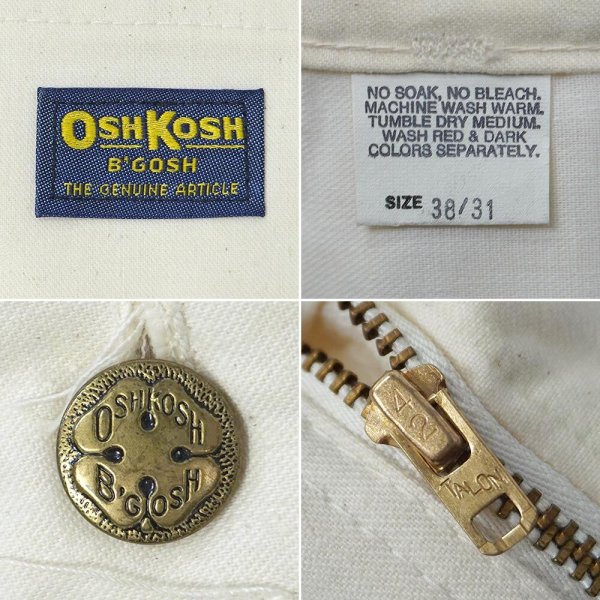 OSHKOSH
B'GOSH
THE GENUINE ARTICLE
NO SOAK, NO BLEACH.
MACHINE WASH WARM.
TUMBLE DRY MEDIUM.
WASH RED & DARK
COLORS SEPARATELY.
SIZE 38/31
OSHKOSH
B'GOSH
42
TALON